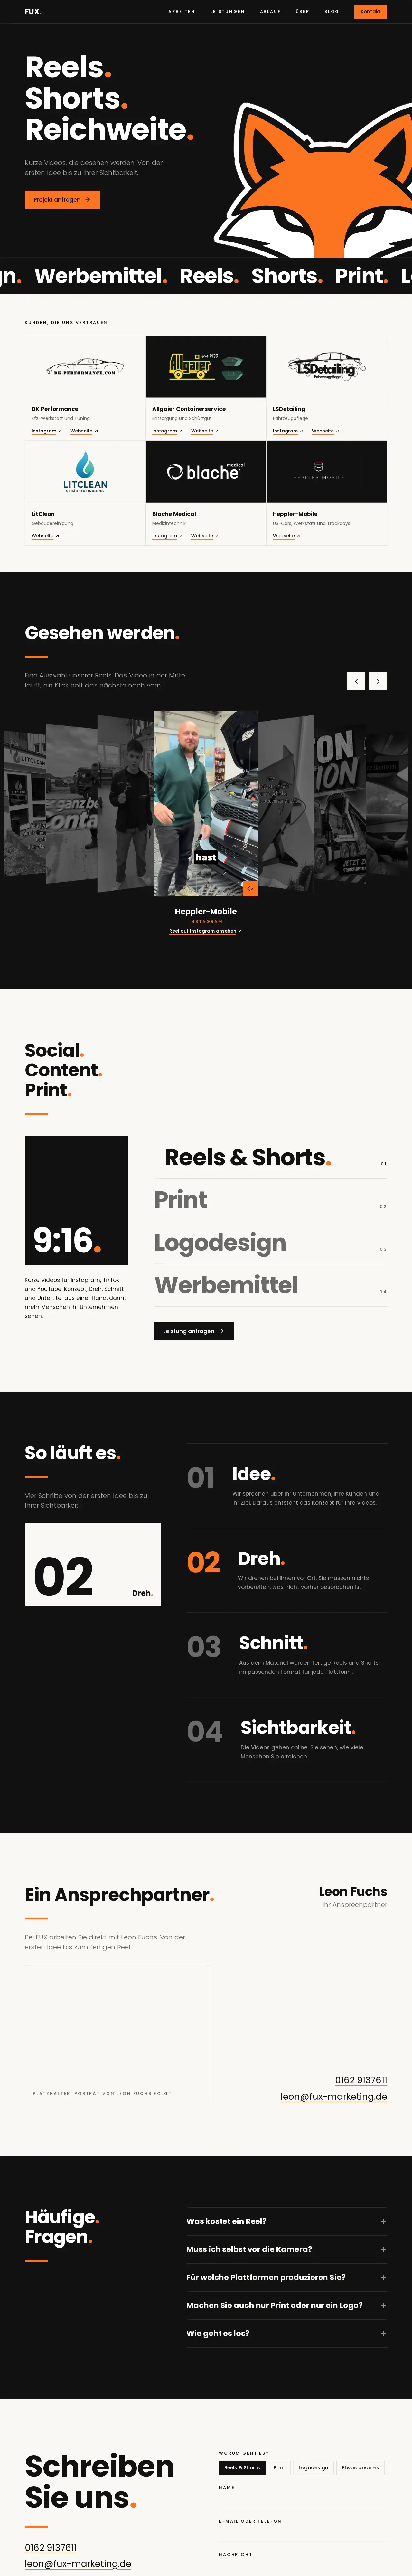 FUX.
ARBEITEN
LEISTUNGEN
ABLAUF
ÜBER
BLOG
Kontakt
Reels.
Shorts.
Reichweite.
Kurze Videos, die gesehen werden. Von der
ersten Idee bis zu Ihrer Sichtbarkeit.
Projekt anfragen
gn. Werbemittel. Reels. Shorts. Print. L
KUNDEN, DIE UNS VERTRAUEN
DK-PERFORMANCE.COM
allgaier mit MTK
LSDetailing
Fahrzeugpflege
DK Performance
Kfz-Werkstatt und Tuning
Instagram
Webseite
Allgaier Containerservice
Entsorgung und Schüttgut
Instagram
Webseite
LSDetailing
Fahrzeugpflege
Instagram
Webseite
LITCLEAN
GEBÄUDEREINIGUNG
blache medical
HEPPLER-MOBILE
LitClean
Gebäudereinigung
Webseite
Blache Medical
Medizintechnik
Instagram
Webseite
Heppler-Mobile
US-Cars, Werkstatt und Trackdays
Webseite
Gesehen werden.
Eine Auswahl unserer Reels. Das Video in der Mitte
läuft, ein Klick holt das nächste nach vorn.
LITCLEAN
ganz be
onta
hast
ION
ION
JETZT Z
Heppler-Mobile
INSTAGRAM
Reel auf Instagram ansehen
Social.
Content.
Print.
9:16.
Kurze Videos für Instagram, TikTok
und YouTube. Konzept, Dreh, Schnitt
und Untertitel aus einer Hand, damit
mehr Menschen Ihr Unternehmen
sehen.
Reels & Shorts.
01
Print
02
Logodesign
03
Werbemittel
04
Leistung anfragen
So läuft es.
Vier Schritte von der ersten Idee bis zu
Ihrer Sichtbarkeit.
02
Dreh.
01
Idee.
Wir sprechen über Ihr Unternehmen, Ihre Kunden und
Ihr Ziel. Daraus entsteht das Konzept für Ihre Videos.
02
Dreh.
Wir drehen bei Ihnen vor Ort. Sie müssen nichts
vorbereiten, was nicht vorher besprochen ist.
03
Schnitt.
Aus dem Material werden fertige Reels und Shorts,
im passenden Format für jede Plattform.
04
Sichtbarkeit.
Die Videos gehen online. Sie sehen, wie viele
Menschen Sie erreichen.
Ein Ansprechpartner.
Bei FUX arbeiten Sie direkt mit Leon Fuchs. Von der
ersten Idee bis zum fertigen Reel.
Leon Fuchs
Ihr Ansprechpartner
PLATZHALTER. PORTRÄT VON LEON FUCHS FOLGT.
0162 9137611
leon@fux-marketing.de
Häufige.
Fragen.
Was kostet ein Reel?
Muss ich selbst vor die Kamera?
Für welche Plattformen produzieren Sie?
Machen Sie auch nur Print oder nur ein Logo?
Wie geht es los?
Schreiben
Sie uns.
0162 9137611
leon@fux-marketing.de
WORUM GEHT ES?
Reels & Shorts
Print
Logodesign
Etwas anderes
NAME
E-MAIL ODER TELEFON
NACHRICHT